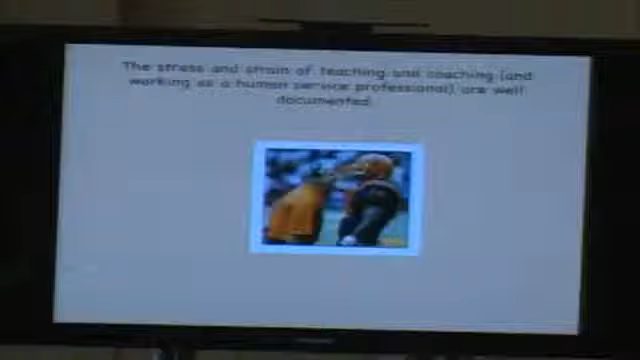 The stress and strain of teaching and coaching (and
working as a human service professional) are well
documented.